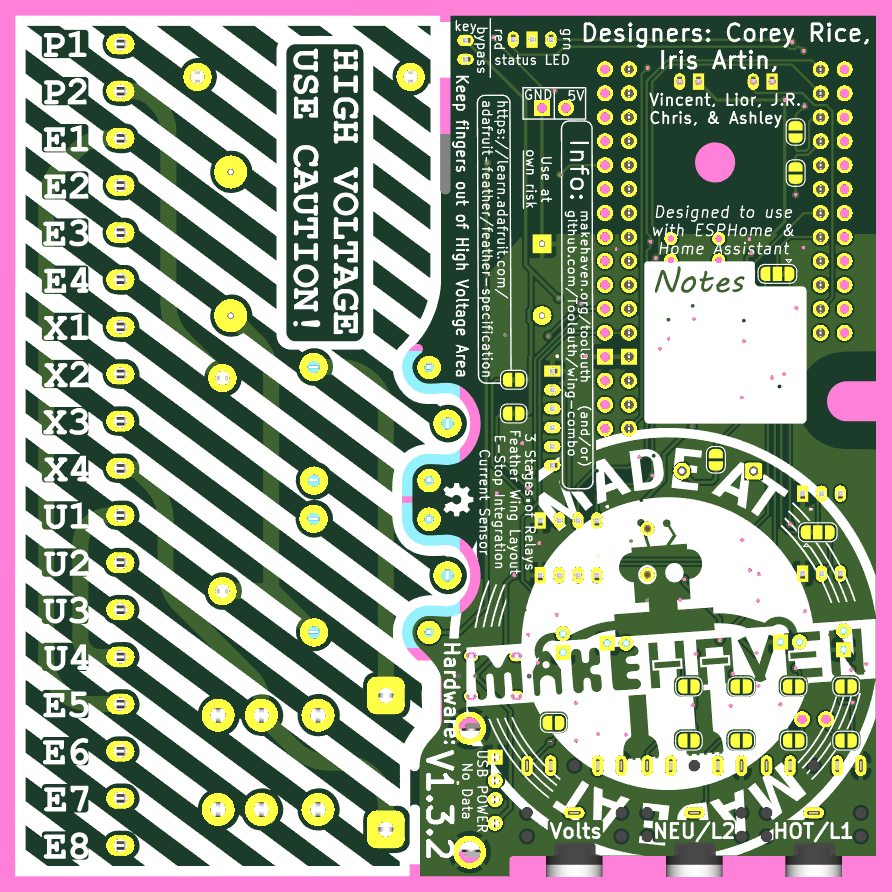 P1
P2
E1
E2
E3
E4
X1
X2
X3
X4
U1
U2
U3
U4
E5
E6
E7
E8
HIGH VOLTAGE
USE CAUTION!
key
bypass
red
grn
status LED
Keep fingers out of High Voltage Area
GND
5V
https://learn.adafruit.com/
adafruit-feather/feather-specification
Use at
own risk
Info:
makehaven.org/toolauth (and/or)
github.com/Toolauth/wing-combo
Designers: Corey Rice,
Iris Artin,
Vincent, Lior, J.R.
Chris, & Ashley
Designed to use
with ESPHome &
Home Assistant
Notes
3 Stages of Relays
Feather Wing Layout
E-Stop Integration
Current Sensor
MADE AT
MAKEHAVEN
MADE AT
Hardware: V1.3.2
USB POWER
No Data
Volts
NEU/L2
HOT/L1